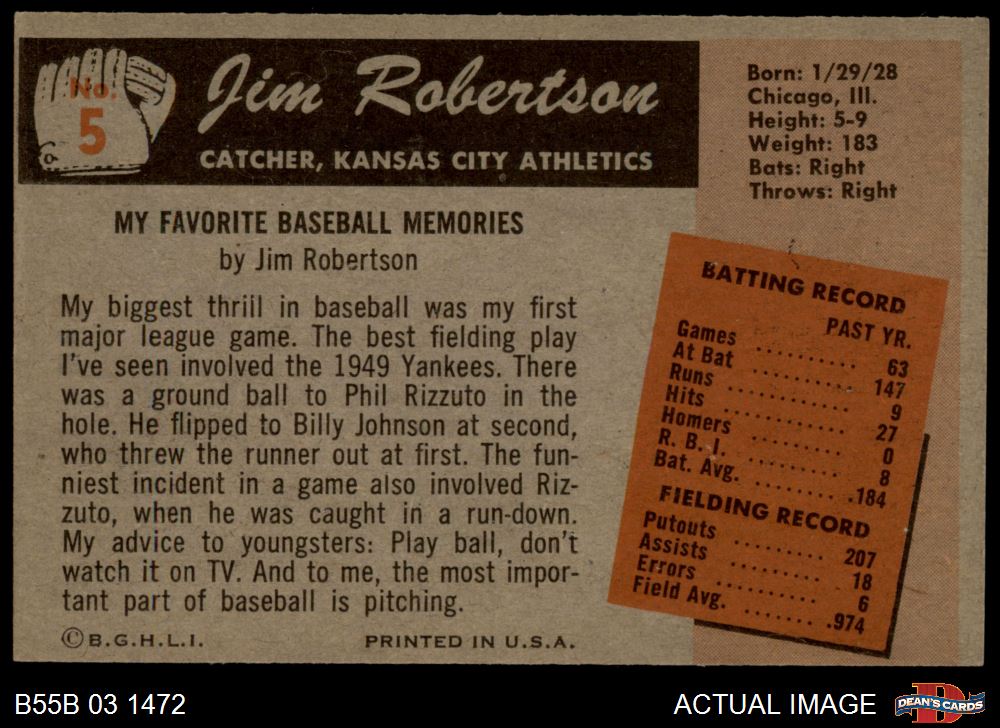 No.
5
Jim Robertson
CATCHER, KANSAS CITY ATHLETICS
Born: 1/29/28
Chicago, Ill.
Height: 5-9
Weight: 183
Bats: Right
Throws: Right
MY FAVORITE BASEBALL MEMORIES
by Jim Robertson
My biggest thrill in baseball was my first
major league game. The best fielding play
I've seen involved the 1949 Yankees. There
was a ground ball to Phil Rizzuto in the
hole. He flipped to Billy Johnson at second,
who threw the runner out at first. The fun-
niest incident in a game also involved Riz-
zuto, when he was caught in a run-down.
My advice to youngsters: Play ball, don't
watch it on TV. And to me, the most impor-
tant part of baseball is pitching.
©B.G.H.L.I. PRINTED IN U.S.A.
BATTING RECORD
PAST YR.
Games .......... 63
At Bat .......... 147
Runs .......... 9
Hits .......... 27
Homers .......... 0
R. B. I. .......... 8
Bat. Avg. .......... .184
FIELDING RECORD
Putouts .......... 207
Assists .......... 18
Errors .......... 6
Field Avg. ....... .974
B55B 03 1472
ACTUAL IMAGE
D
DEAN'S CARDS